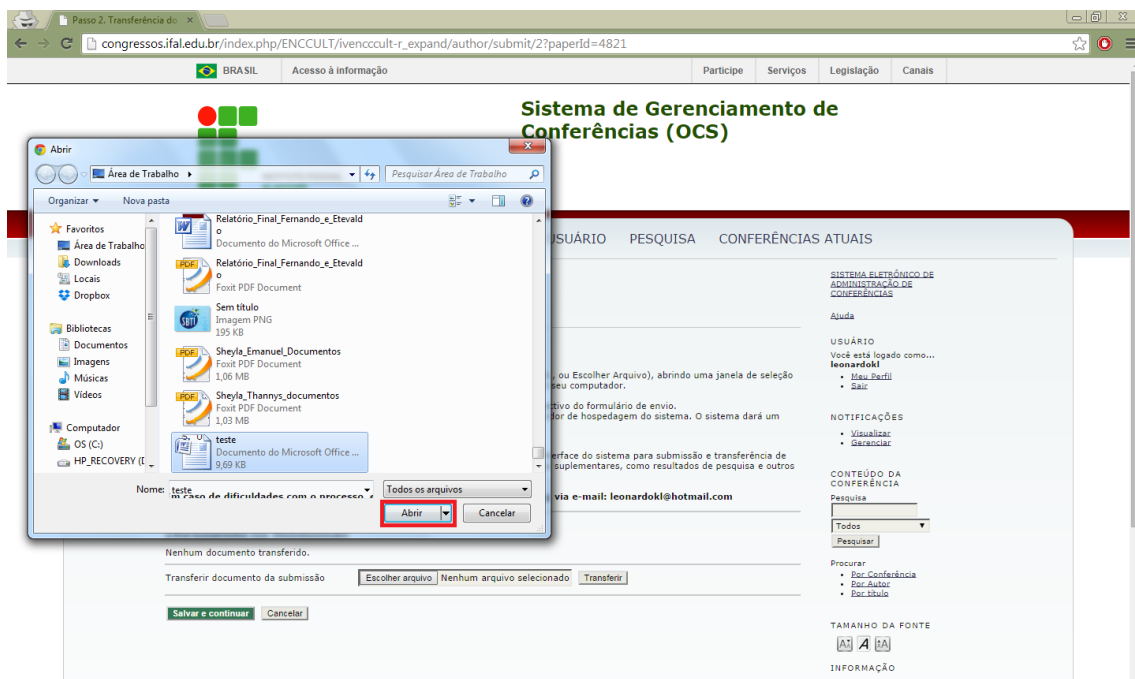 Passo 2. Transferência do
congressos.ifal.edu.br/index.php/ENCCULT/ivencccult-r_expand/author/submit/2?paperId=4821
BRASIL Acesso à informação Participe Serviços Legislação Canais
Sistema de Gerenciamento de
Conferências (OCS)
Abrir
Área de Trabalho
Pesquisar Área de Trabalho
Organizar Nova pasta
Favoritos
Área de Trabalho
Downloads
Locais
Dropbox
Bibliotecas
Documentos
Imagens
Músicas
Vídeos
Computador
OS (C:)
HP_RECOVERY (
Relatório_Final_Fernando_e_Etevald
o
Documento do Microsoft Office ...
Relatório_Final_Fernando_e_Etevald
o
Foxit PDF Document
Sem título
Imagem PNG
195 KB
Sheyla_Emanuel_Documentos
Foxit PDF Document
1,06 MB
Sheyla_Thannys_documentos
Foxit PDF Document
1,03 MB
teste
Documento do Microsoft Office ...
9,69 KB
Nome: teste
Todos os arquivos
Abrir Cancelar
USUÁRIO PESQUISA CONFERÊNCIAS ATUAIS
, ou Escolher Arquivo), abrindo uma janela de seleção
seu computador.
ctivo do formulário de envio.
dor de hospedagem do sistema. O sistema dará um
erface do sistema para submissão e transferência de
suplementares, como resultados de pesquisa e outros
m caso de dificuldades com o processo, via e-mail: leonardokl@hotmail.com
Nenhum documento transferido.
Transferir documento da submissão Escolher arquivo Nenhum arquivo selecionado Transferir
Salvar e continuar Cancelar
SISTEMA ELETRÔNICO DE
ADMINISTRAÇÃO DE
CONFERÊNCIAS
Ajuda
USUÁRIO
Você está logado como...
leonardokl
Meu Perfil
Sair
NOTIFICAÇÕES
Visualizar
Gerenciar
CONTEÚDO DA
CONFERÊNCIA
Pesquisa
Todos
Pesquisar
Procurar
Por Conferência
Por Autor
Por título
TAMANHO DA FONTE
INFORMAÇÃO